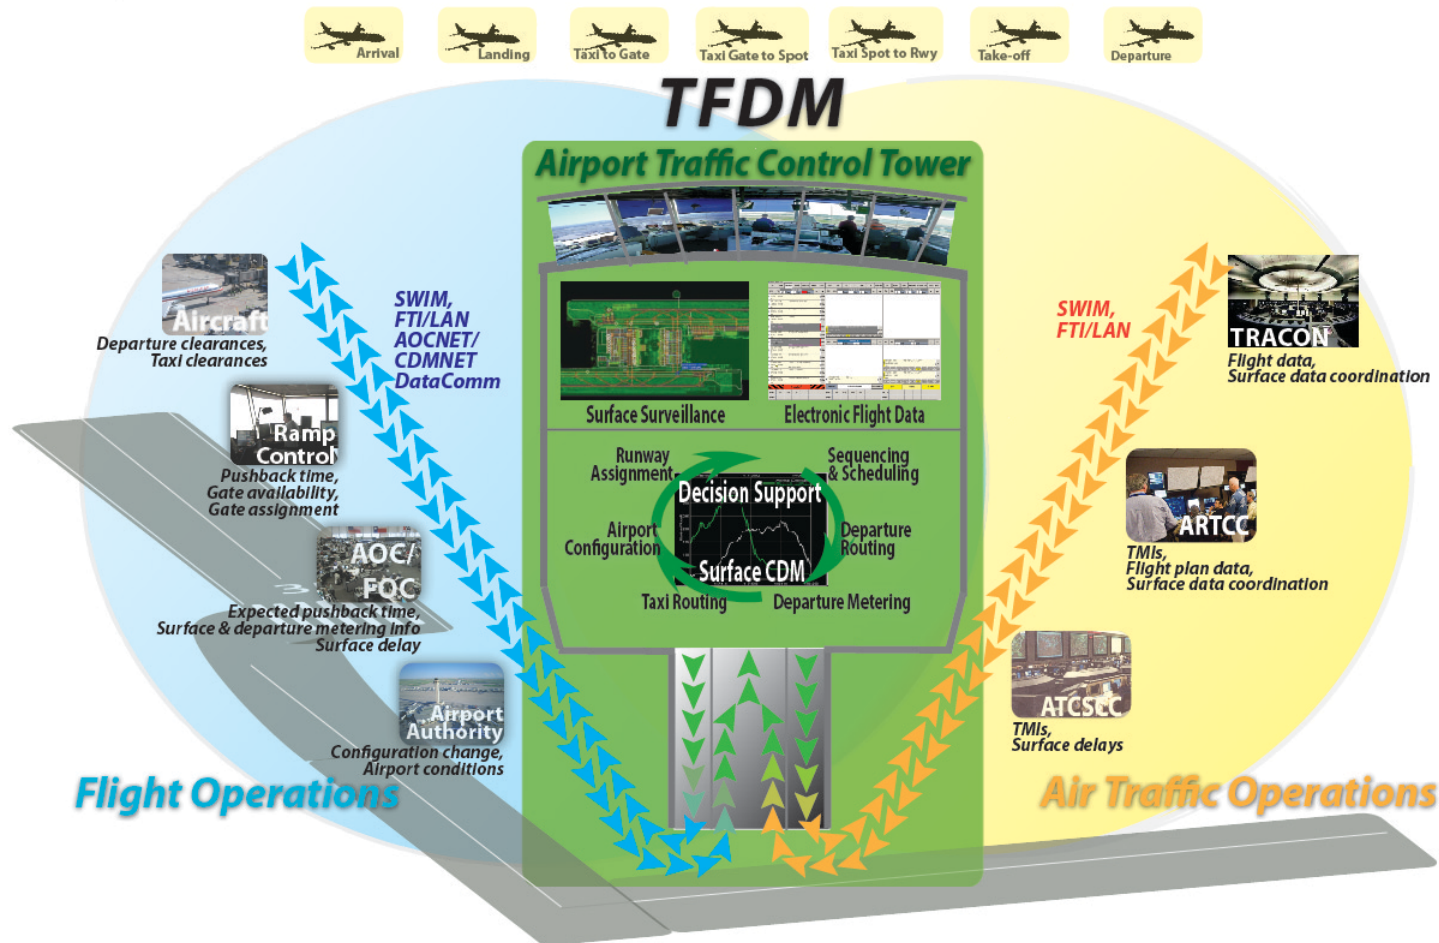 Arrival
Landing
Taxi to Gate
Taxi Gate to Spot
Taxi Spot to Rwy
Take-off
Departure
TFDM
Airport Traffic Control Tower
SWIM,
FTI/LAN
AOCNET/
CDMNET
DataComm
Aircraft
Departure clearances,
Taxi clearances
Ramp
Control
Pushback time,
Gate availability,
Gate assignment
AOC/
FOC
Expected pushback time,
Surface & departure metering info
Surface delay
Airport
Authority
Configuration change,
Airport conditions
Flight Operations
Surface Surveillance
Electronic Flight Data
Runway
Assignment
Sequencing
& Scheduling
Decision Support
Airport
Configuration
Departure
Routing
Surface CDM
Taxi Routing
Departure Metering
SWIM,
FTI/LAN
TRACON
Flight data,
Surface data coordination
ARTCC
TMIs,
Flight plan data,
Surface data coordination
ATCSCC
TMIs,
Surface delays
Air Traffic Operations